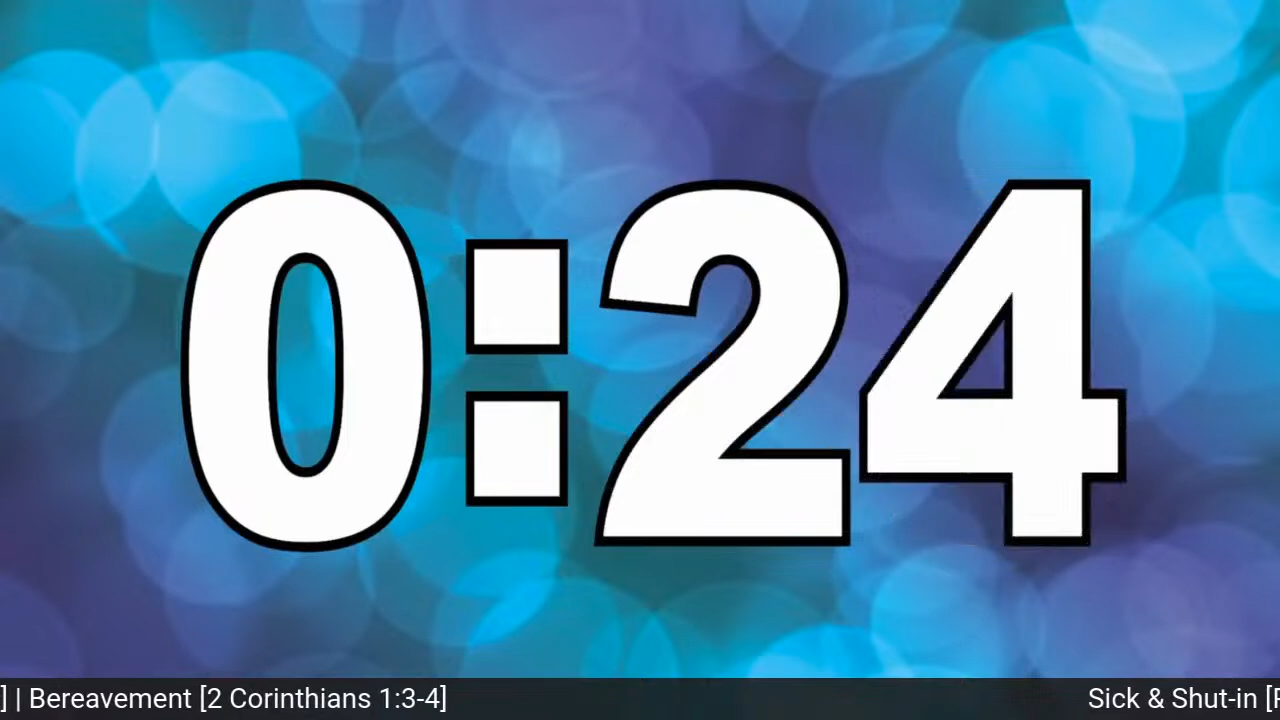 0:24
] | Bereavement [2 Corinthians 1:3-4]
Sick & Shut-in [